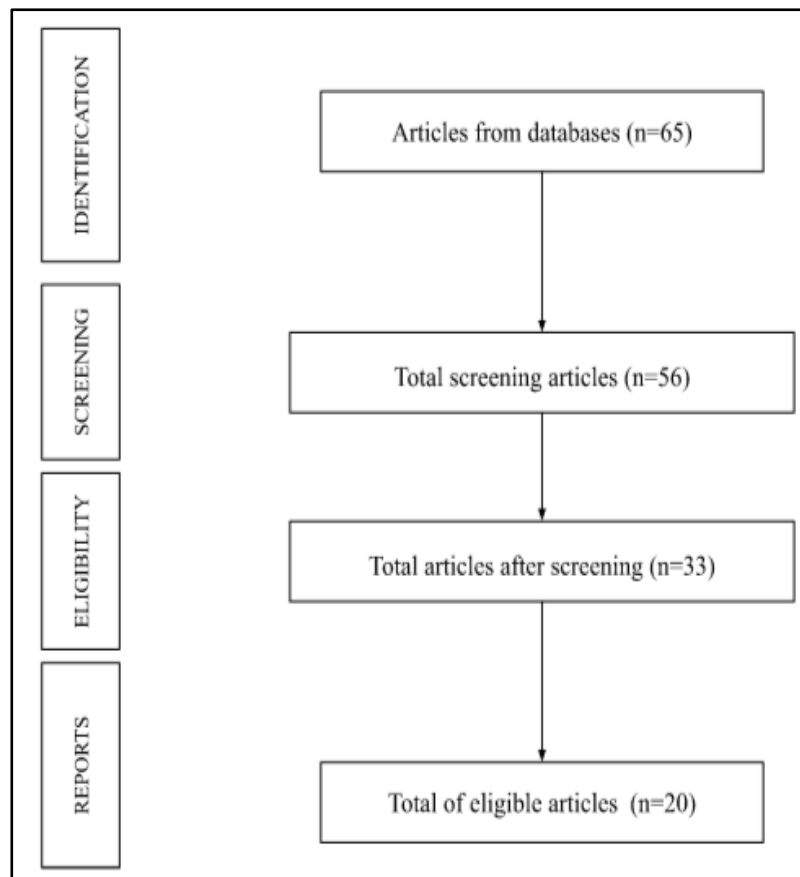 IDENTIFICATION
Articles from databases (n=65)
SCREENING
Total screening articles (n=56)
ELIGIBILITY
Total articles after screening (n=33)
REPORTS
Total of eligible articles (n=20)